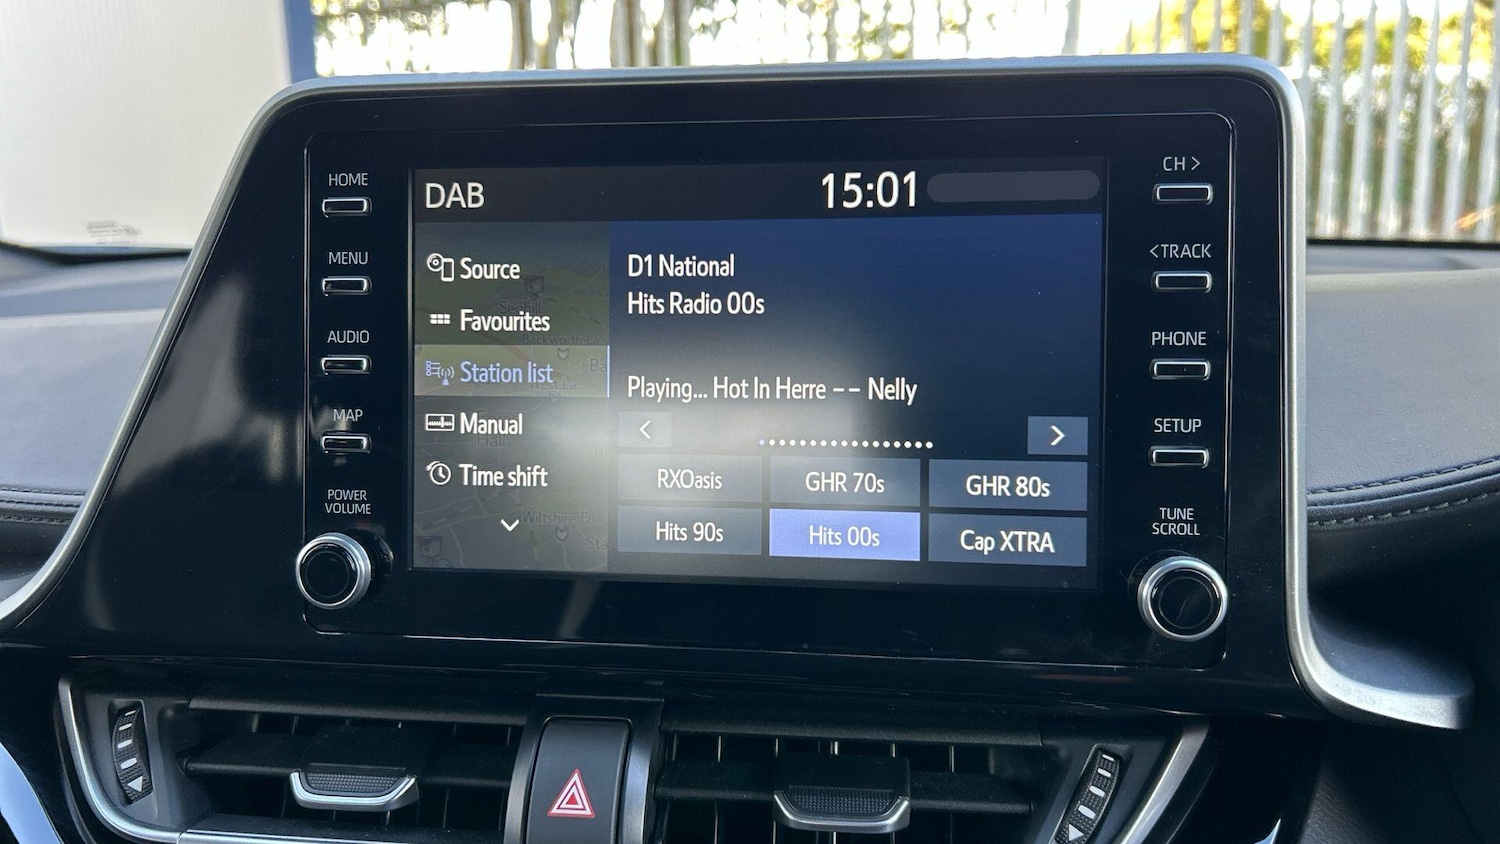 HOME
MENU
AUDIO
MAP
POWER
VOLUME
DAB
15:01
Source
Favourites
Station list
Manual
Time shift
D1 National
Hits Radio 00s
Playing... Hot In Herre -- Nelly
<
>
RXOasis
GHR 70s
GHR 80s
Hits 90s
Hits 00s
Cap XTRA
CH >
<TRACK
PHONE
SETUP
TUNE
SCROLL